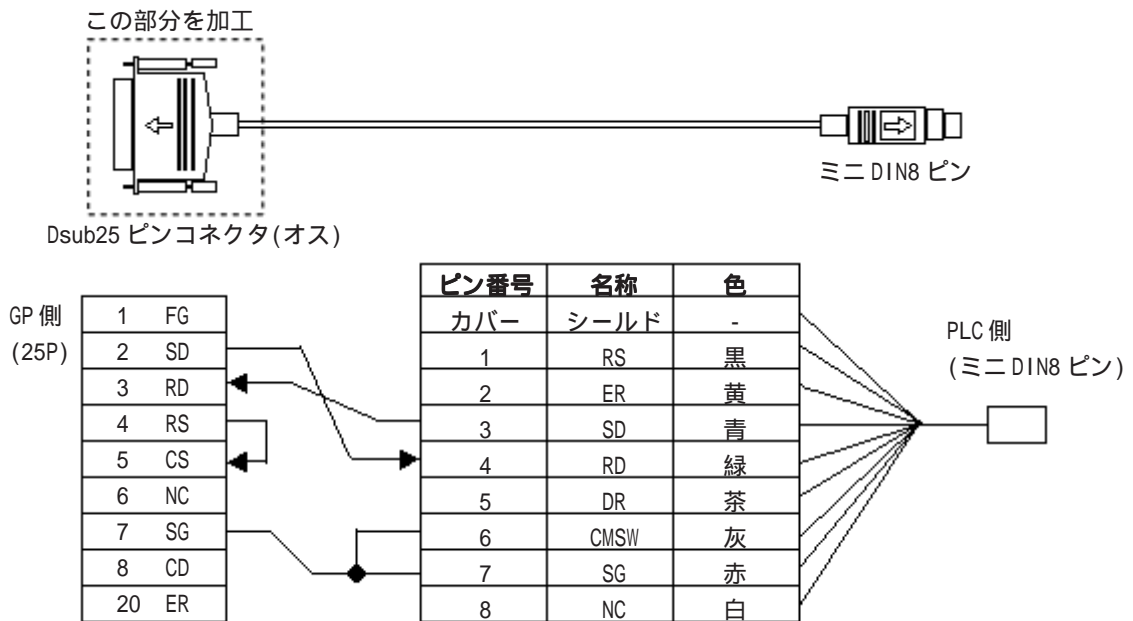 この部分を加工
ミニ DIN8 ピン
Dsub25 ピンコネクタ(オス)
GP 側
(25P)
1 FG
2 SD
3 RD
4 RS
5 CS
6 NC
7 SG
8 CD
20 ER
ピン番号 名称 色
カバー シールド -
1 RS 黒
2 ER 黄
3 SD 青
4 RD 緑
5 DR 茶
6 CMSW 灰
7 SG 赤
8 NC 白
PLC 側
(ミニ DIN8 ピン)